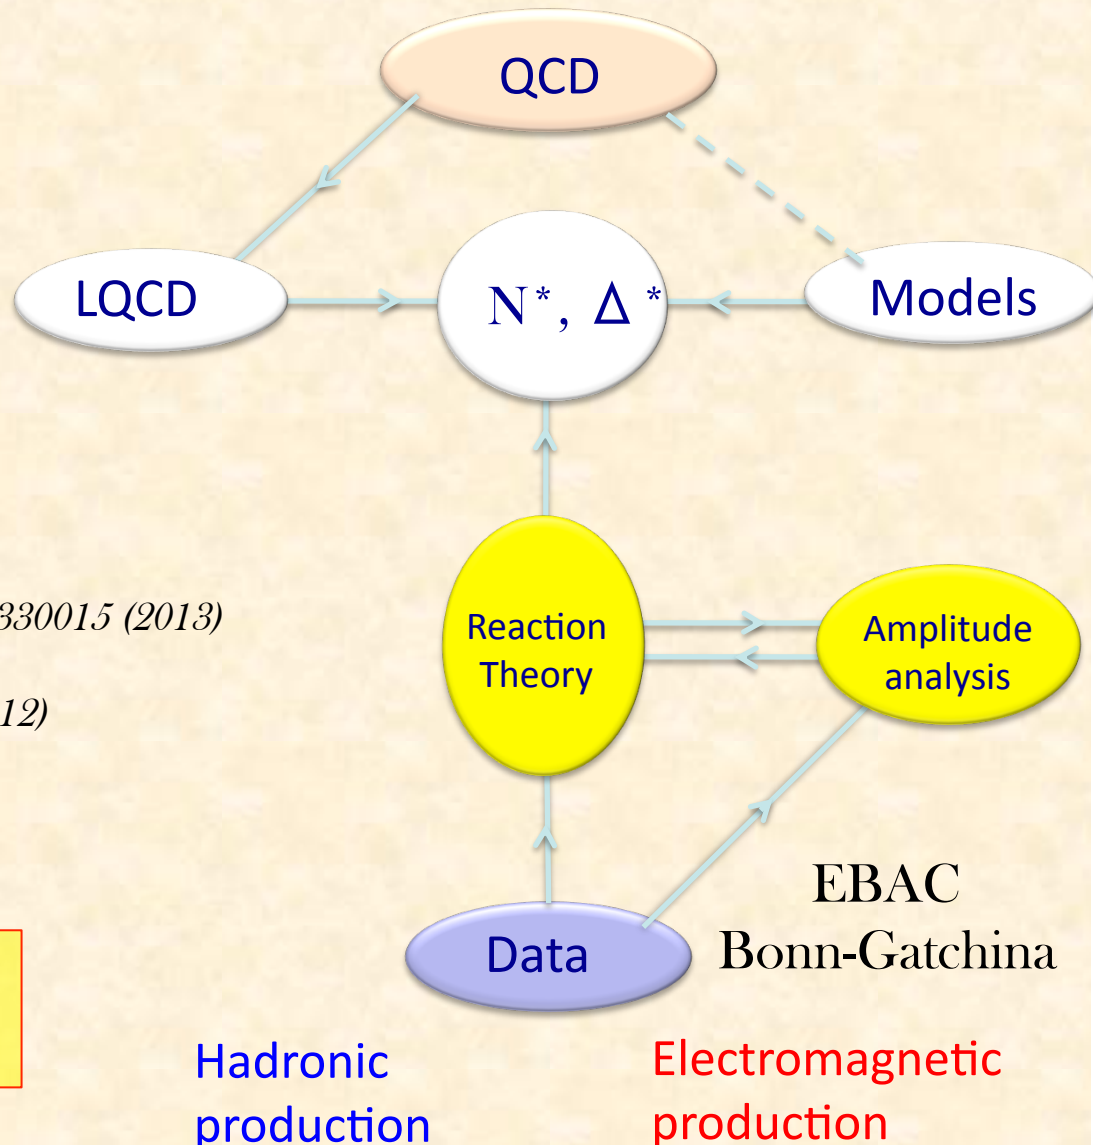 QCD
LQCD
N*, Δ*
Models
330015 (2013)
12)
Reaction
Theory
Amplitude
analysis
EBAC
Bonn-Gatchina
Data
Hadronic
production
Electromagnetic
production